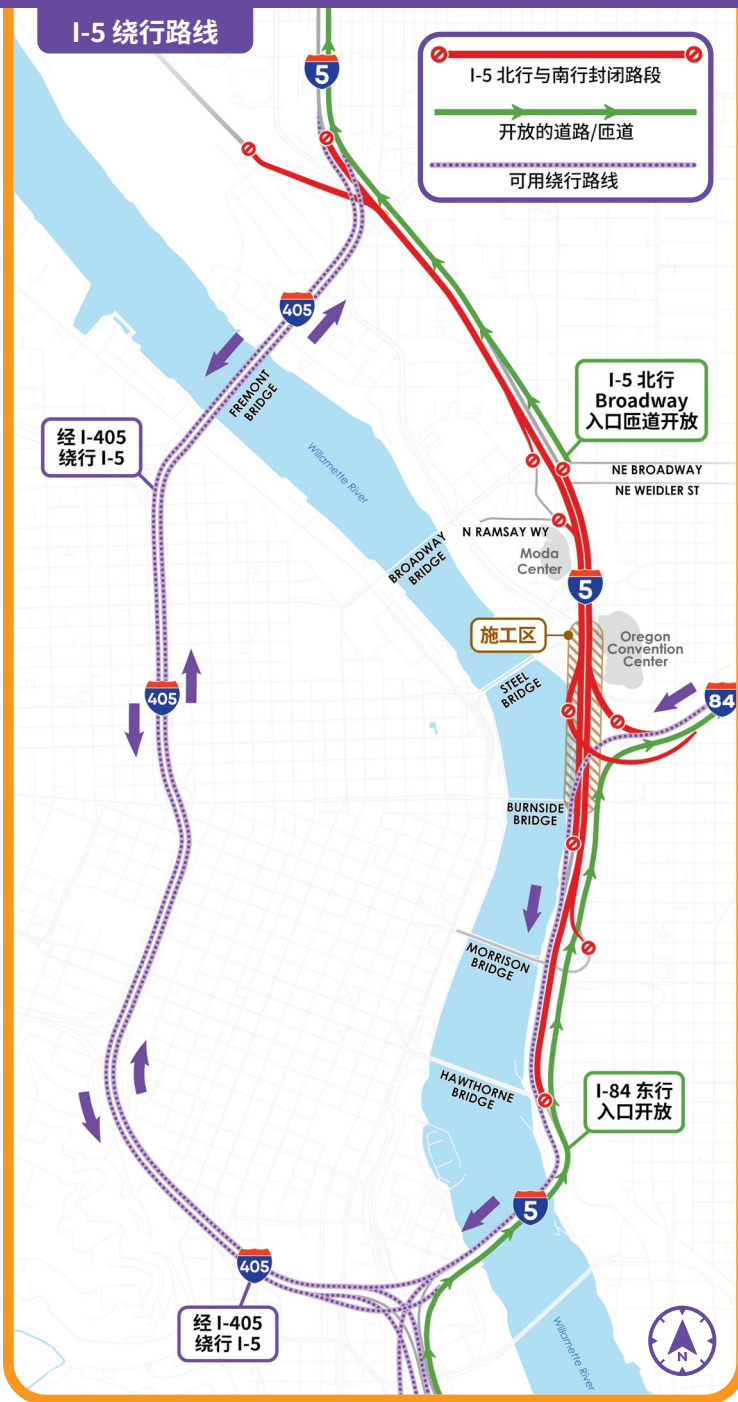 I-5 绕行路线
5
I-5 北行与南行封闭路段
开放的道路/匝道
可用绕行路线
405
FREMONT
BRIDGE
I-5 北行
Broadway
入口匝道开放
经 I-405
绕行 I-5
Willamette River
NE BROADWAY
NE WEIDLER ST
N RAMSAY WY
BROADWAY
BRIDGE
Moda
Center
5
施工区
Oregon
Convention
Center
STEEL
BRIDGE
405
84
BURNSIDE
BRIDGE
MORRISON
BRIDGE
HAWTHORNE
BRIDGE
I-84 东行
入口开放
5
405
经 I-405
绕行 I-5
Willamette River
N